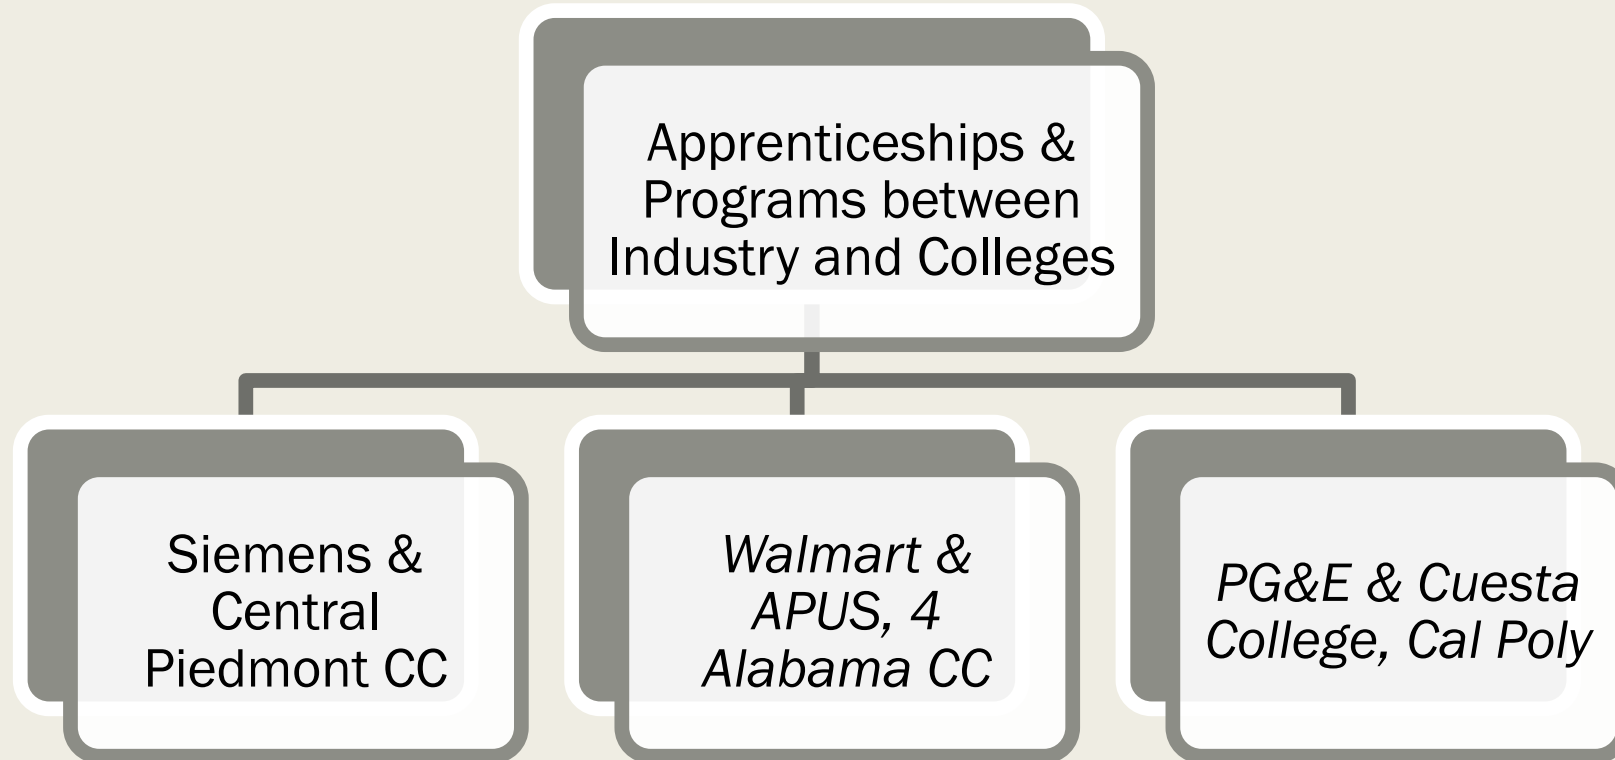 Apprenticeships &
Programs between
Industry and Colleges
Siemens &
Central
Piedmont CC
Walmart &
APUS, 4
Alabama CC
PG&E & Cuesta
College, Cal Poly